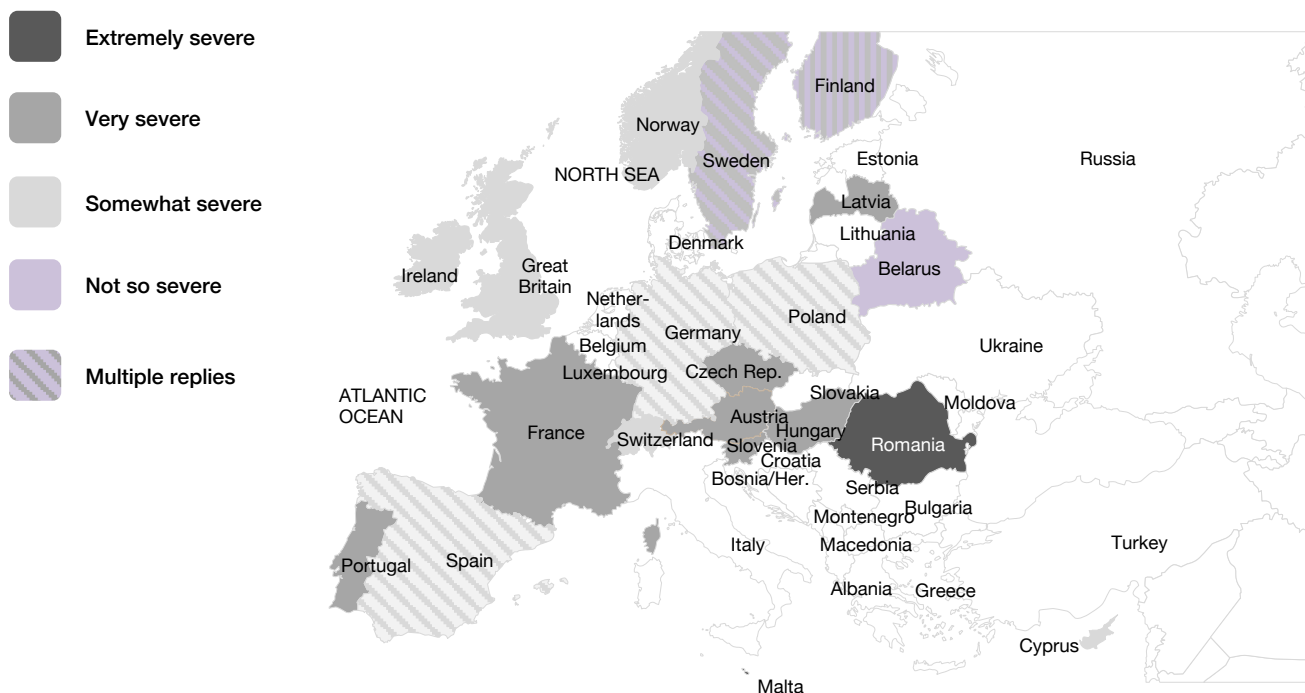 Extremely severe
Very severe
Somewhat severe
Not so severe
Multiple replies
Finland
Norway
Sweden
Estonia
Russia
NORTH SEA
Latvia
Lithuania
Denmark
Belarus
Ireland
Great
Britain
Nether-
lands
Poland
Germany
Belgium
Ukraine
Luxembourg
Czech Rep.
ATLANTIC
OCEAN
Slovakia
Moldova
Austria
France
Hungary
Switzerland
Slovenia
Romania
Croatia
Bosnia/Her.
Serbia
Bulgaria
Montenegro
Italy
Macedonia
Turkey
Portugal
Spain
Albania
Greece
Cyprus
Malta